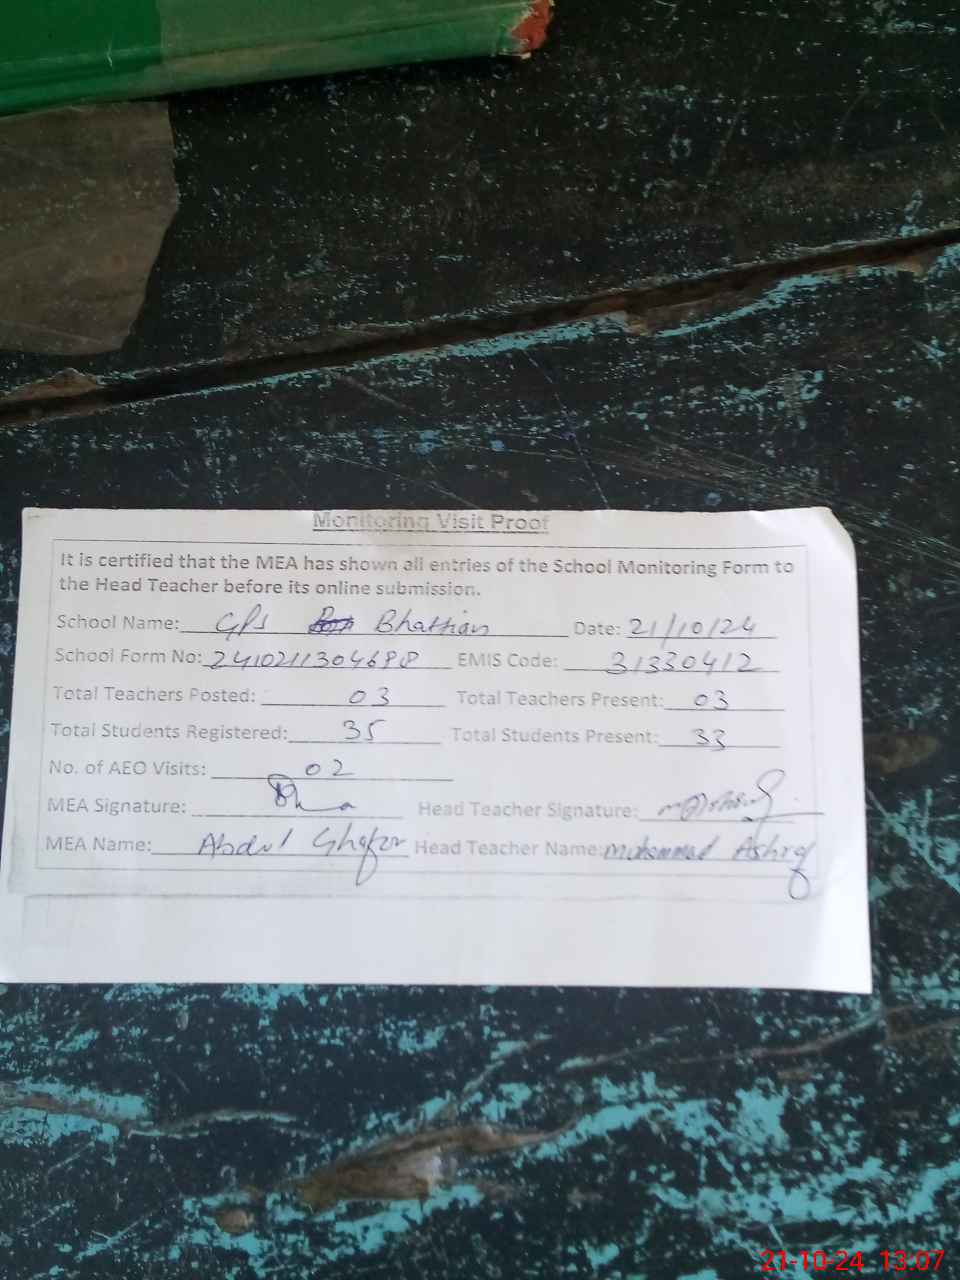 Monitoring Visit Proof
It is certified that the MEA has shown all entries of the School Monitoring Form to
the Head Teacher before its online submission.
School Name: GPS Bhattian Date: 21/10/24
School Form No: 2410211304688 EMIS Code: 31330412
Total Teachers Posted: 03 Total Teachers Present: 03
Total Students Registered: 35 Total Students Present: 33
No. of AEO Visits: 02
MEA Signature: Head Teacher Signature:
MEA Name: Abdul Ghafor Head Teacher Name: Mohammad Ashraf
21-10-24 13:07